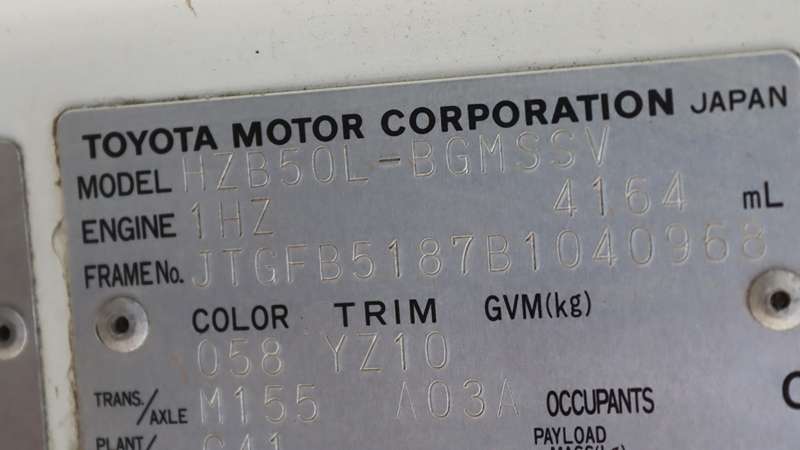 TOYOTA MOTOR CORPORATION JAPAN
MODEL HZB50L-BGMSSV
ENGINE 1HZ 4164 mL
FRAME No. JTGFB5187B1040968
COLOR TRIM GVM(kg)
058 YZ10
TRANS./AXLE M155 A03A OCCUPANTS
PLANT/ PAYLOAD